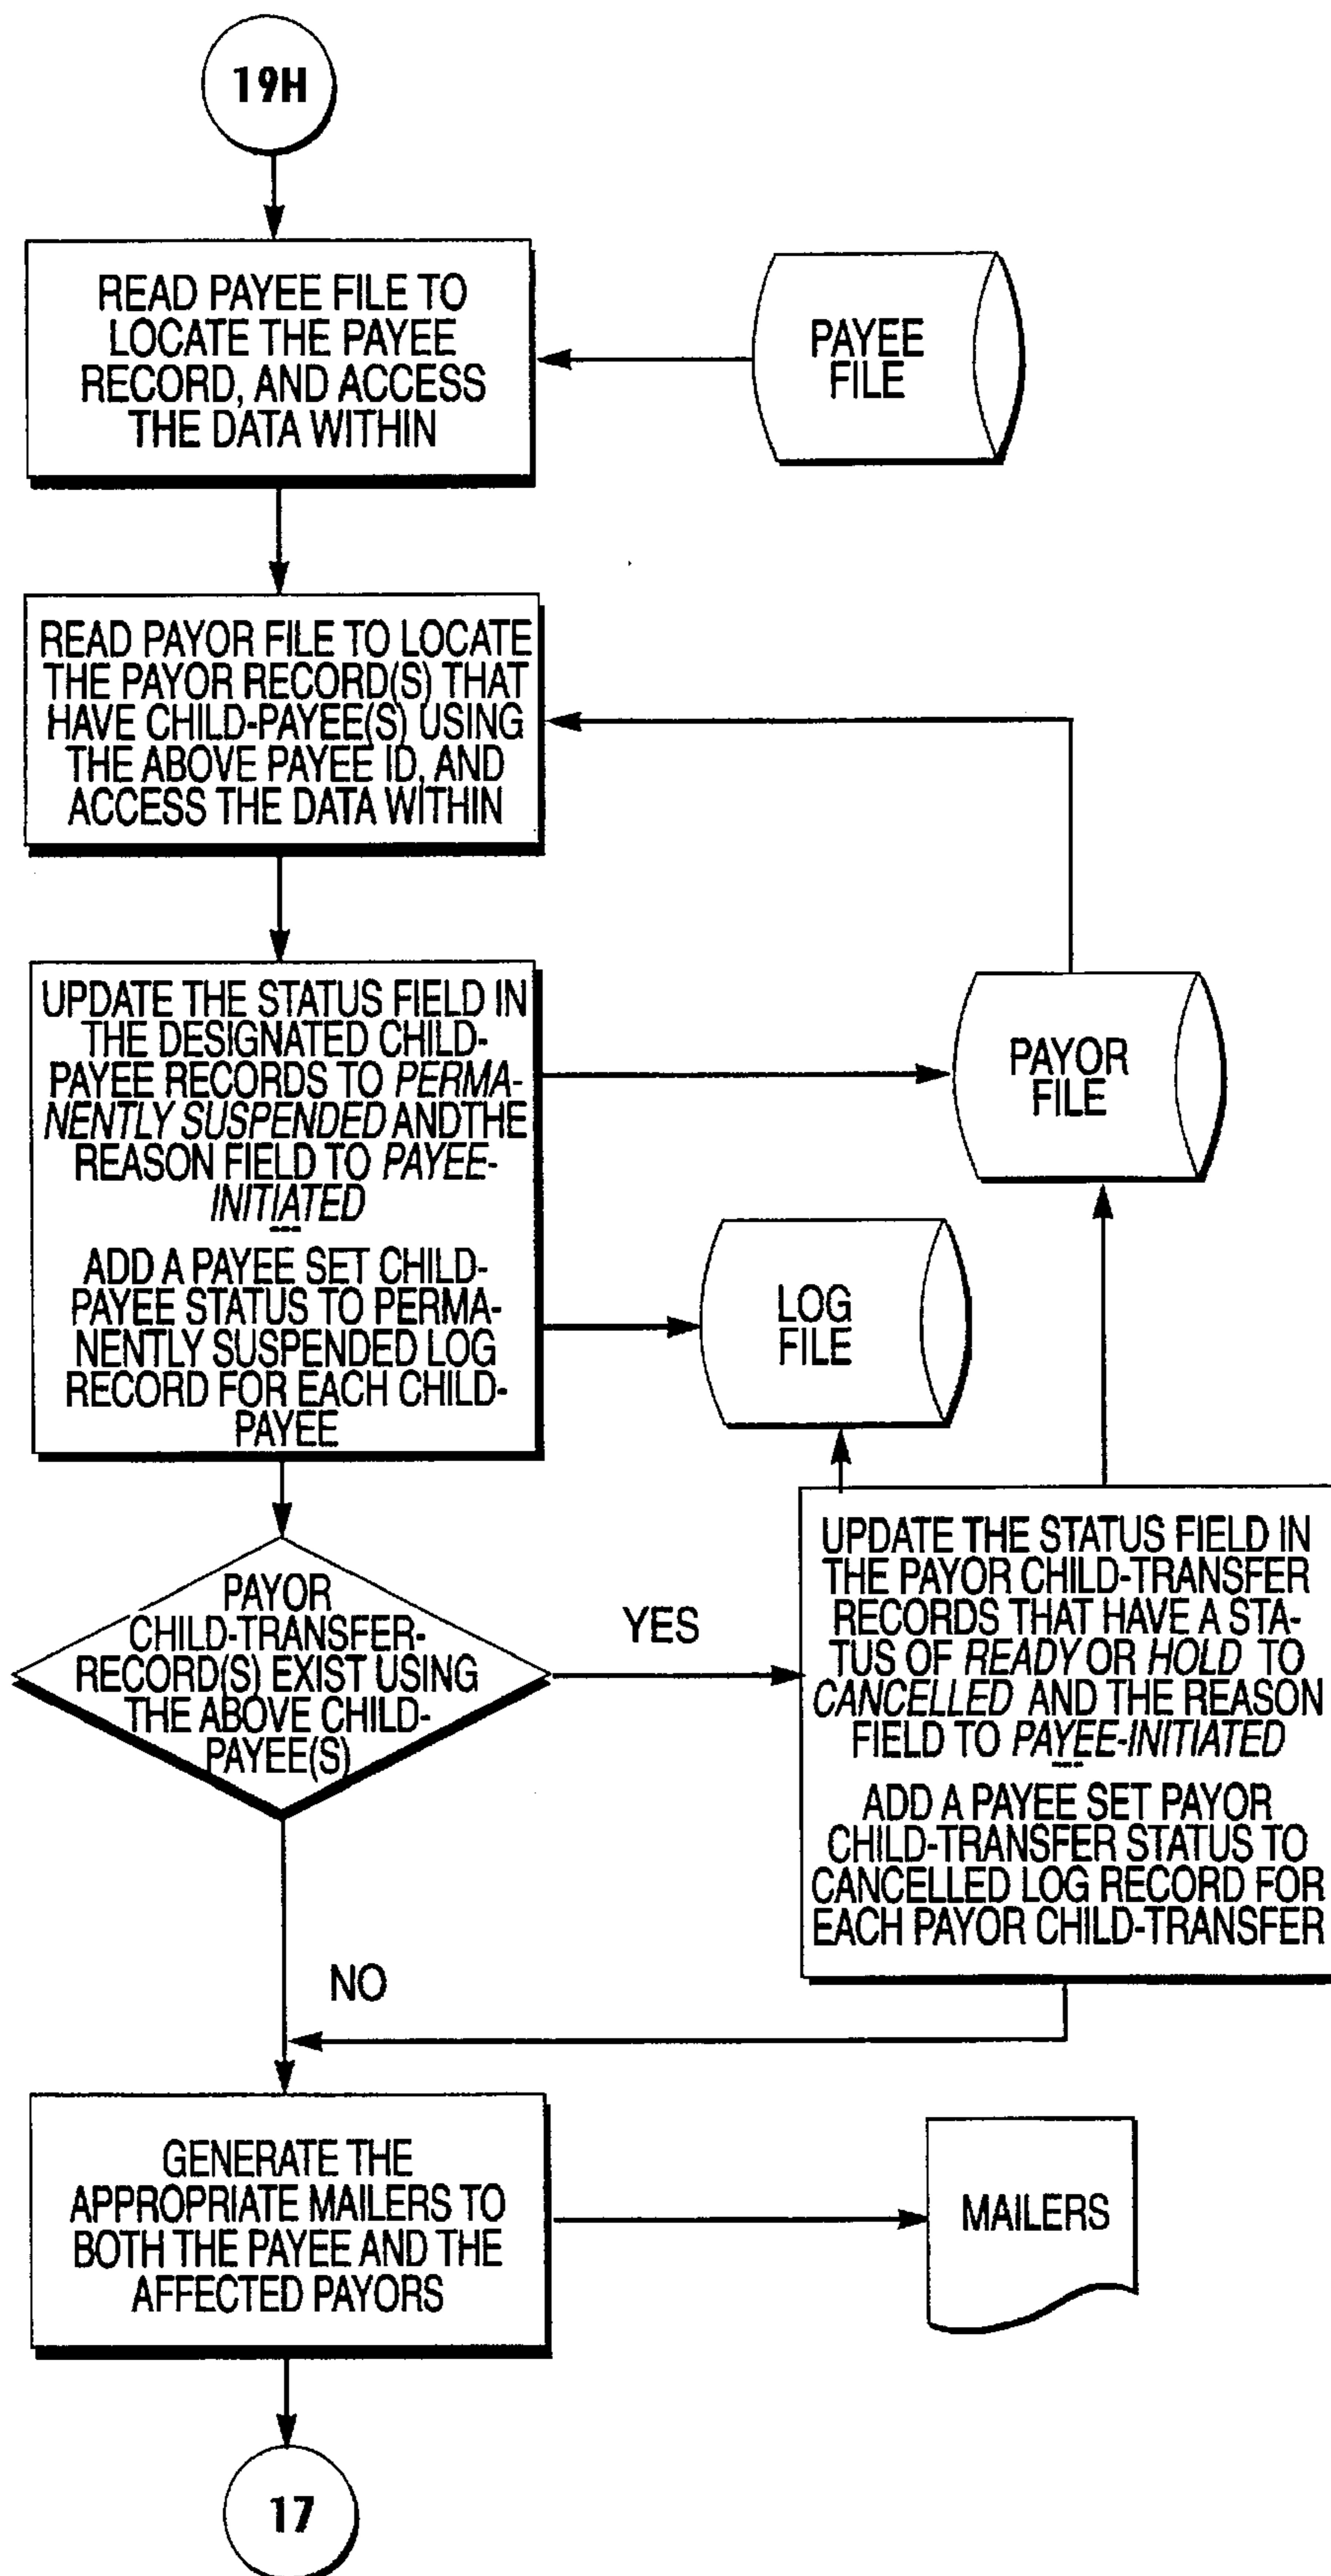 19H
READ PAYEE FILE TO
LOCATE THE PAYEE
RECORD, AND ACCESS
THE DATA WITHIN
PAYEE
FILE
READ PAYOR FILE TO LOCATE
THE PAYOR RECORD(S) THAT
HAVE CHILD-PAYEE(S) USING
THE ABOVE PAYEE ID, AND
ACCESS THE DATA WITHIN
UPDATE THE STATUS FIELD IN
THE DESIGNATED CHILD-
PAYEE RECORDS TO PERMA-
NENTLY SUSPENDED ANDTHE
REASON FIELD TO PAYEE-
INITIATED
---
ADD A PAYEE SET CHILD-
PAYEE STATUS TO PERMA-
NENTLY SUSPENDED LOG
RECORD FOR EACH CHILD-
PAYEE
PAYOR
FILE
LOG
FILE
PAYOR
CHILD-TRANSFER-
RECORD(S) EXIST USING
THE ABOVE CHILD-
PAYEE(S)
YES
UPDATE THE STATUS FIELD IN
THE PAYOR CHILD-TRANSFER
RECORDS THAT HAVE A STA-
TUS OF READY OR HOLD TO
CANCELLED AND THE REASON
FIELD TO PAYEE-INITIATED
---
ADD A PAYEE SET PAYOR
CHILD-TRANSFER STATUS TO
CANCELLED LOG RECORD FOR
EACH PAYOR CHILD-TRANSFER
NO
GENERATE THE
APPROPRIATE MAILERS TO
BOTH THE PAYEE AND THE
AFFECTED PAYORS
MAILERS
17